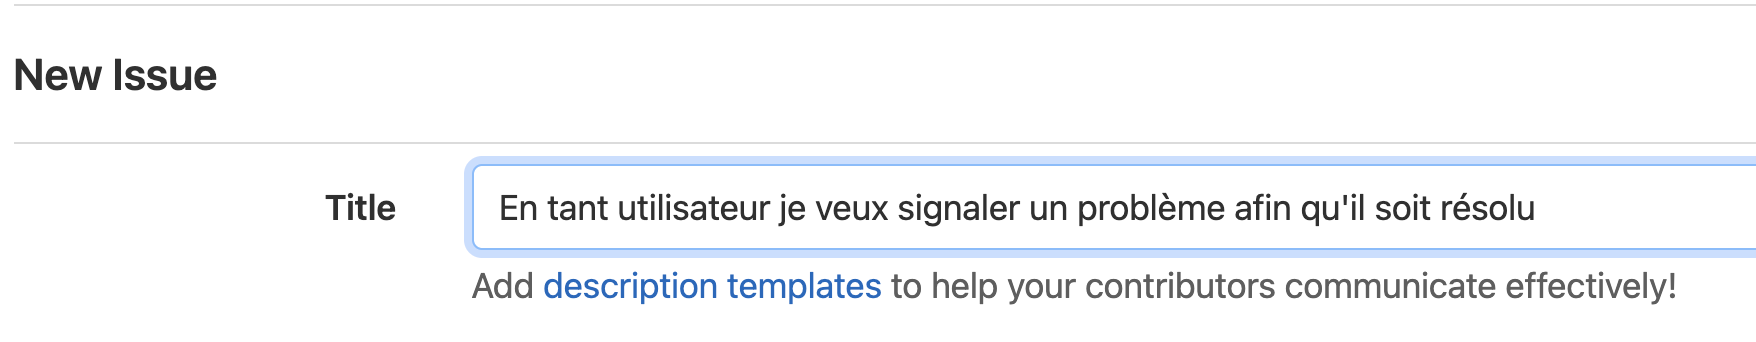 New Issue
Title
En tant utilisateur je veux signaler un problème afin qu'il soit résolu
Add description templates to help your contributors communicate effectively!